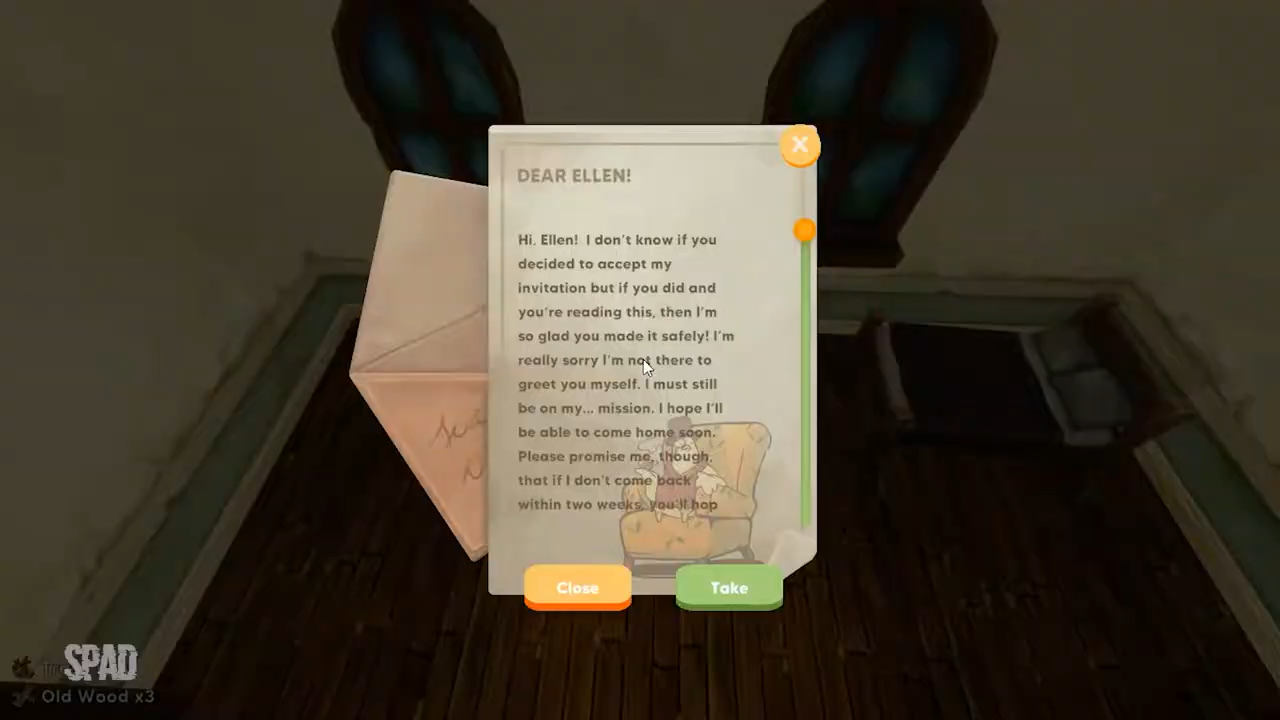 DEAR ELLEN!
Hi, Ellen! I don't know if you
decided to accept my
invitation but if you did and
you're reading this, then I'm
so glad you made it safely! I'm
really sorry I'm not there to
greet you myself. I must still
be on my... mission. I hope I'll
be able to come home soon.
Please promise me, though,
that if I don't come back
within two weeks, you'll hop
Close
Take
SPAD
Old Wood x3